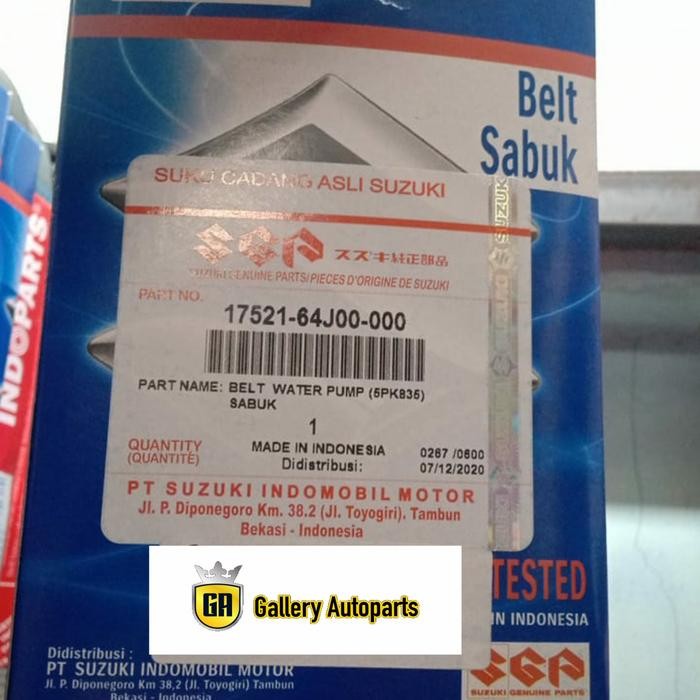 Belt
Sabuk
SUKU CADANG ASLI SUZUKI
SGP スズキ純正部品
SUZUKI GENUINE PARTS/PIECES D'ORIGINE DE SUZUKI
PART NO.
17521-64J00-000
PART NAME: BELT WATER PUMP (5PK835)
SABUK
1
QUANTITY
(QUANTITÉ)
MADE IN INDONESIA
Didistribusi:
0267 /0600
07/12/2020
PT SUZUKI INDOMOBIL MOTOR
Jl. P. Diponegoro Km. 38.2 (Jl. Toyogiri). Tambun
Bekasi - Indonesia
SUZUKI
INDOPARTS
GA Gallery Autoparts
TESTED
IN INDONESIA
Didistribusi :
PT SUZUKI INDOMOBIL MOTOR
Jl. P. Diponegoro Km 38,2 (Jl. Toyogiri) Tambun
Bekasi - Indonesia
SGP
SUZUKI GENUINE PARTS